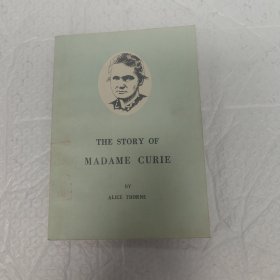 THE STORY OF
MADAME CURIE
BY
ALICE THORNE